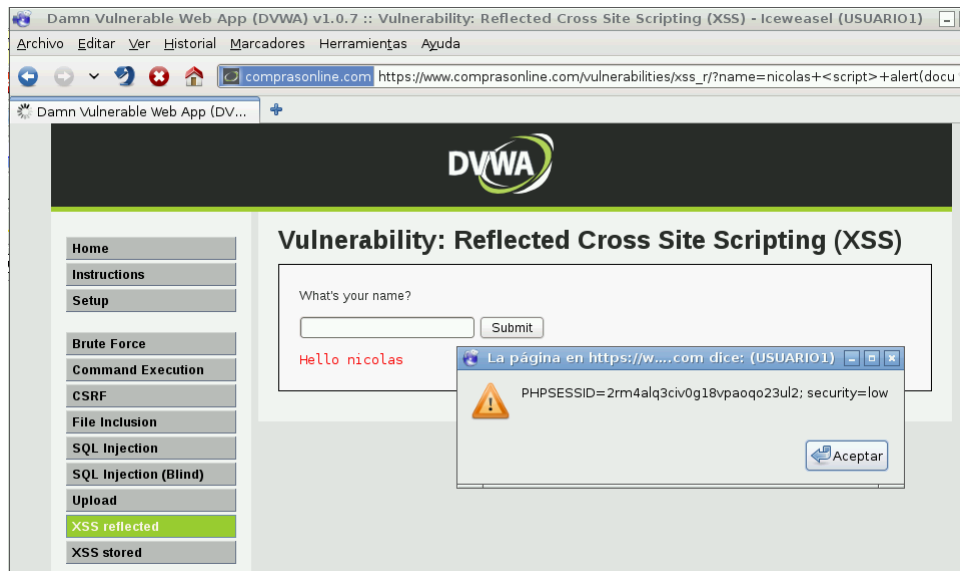 Damn Vulnerable Web App (DVWA) v1.0.7 :: Vulnerability: Reflected Cross Site Scripting (XSS) - Iceweasel (USUARIO1)
Archivo Editar Ver Historial Marcadores Herramientas Ayuda
comprasonline.com https://www.comprasonline.com/vulnerabilities/xss_r/?name=nicolas+<script>+alert(docu
Damn Vulnerable Web App (DV...
DVWA
Home
Instructions
Setup
Brute Force
Command Execution
CSRF
File Inclusion
SQL Injection
SQL Injection (Blind)
Upload
XSS reflected
XSS stored
Vulnerability: Reflected Cross Site Scripting (XSS)
What's your name?
Submit
Hello nicolas
La página en https://w....com dice: (USUARIO1)
PHPSESSID=2rm4alq3civ0g18vpaoqo23ul2; security=low
Aceptar